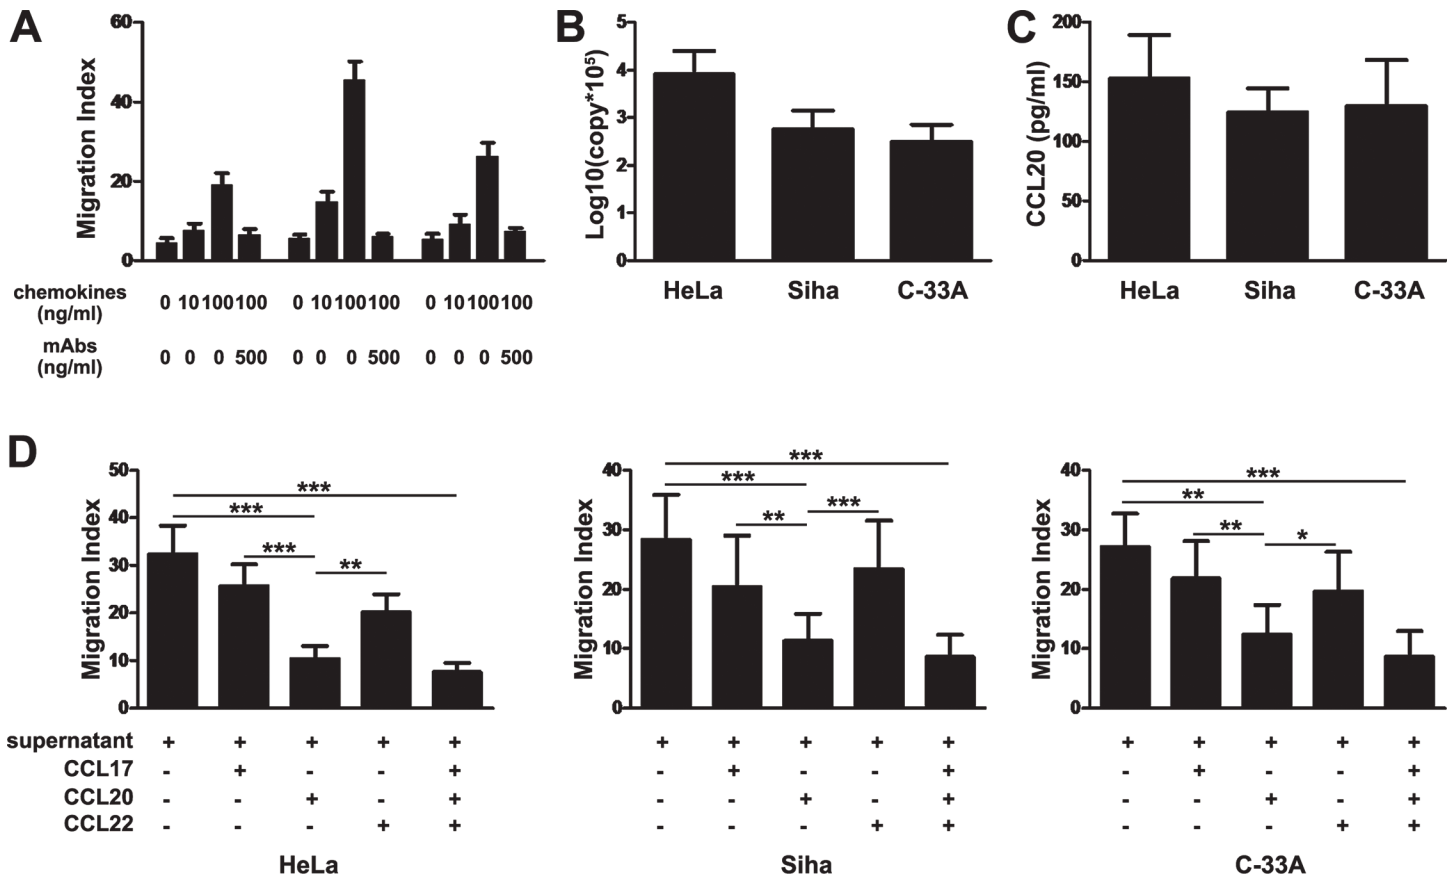 A
60
40
20
0
Migration Index
chemokines
(ng/ml)
0 10 100 100 0 10 100 100 0 10 100 100
mAbs
(ng/ml)
0 0 0 500 0 0 0 500 0 0 0 500
B
5
4
3
2
1
0
Log10(copy*10⁵)
HeLa Siha C-33A
C
200
150
100
50
0
CCL20 (pg/ml)
HeLa Siha C-33A
D
50
40
30
20
10
0
Migration Index
***
***
***
**
40
30
20
10
0
Migration Index
***
***
***
**
40
30
20
10
0
Migration Index
***
**
**
*
supernatant + + + + + + + + + + + + + + +
CCL17 - + - - + - + - - + - + - - +
CCL20 - - + - + - - + - + - - + - +
CCL22 - - - + + - - - + + - - - + +
HeLa Siha C-33A